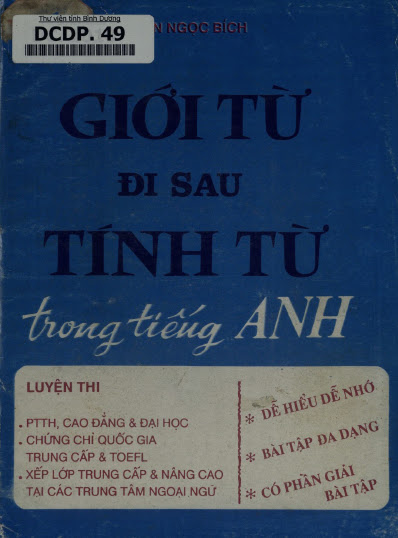 Thư viện tỉnh Bình Dương
DCDP. 49
NGỌC BÍCH
GIỚI TỪ
ĐI SAU
TÍNH TỪ
trong tiếng ANH
LUYỆN THI
. PTTH, CAO ĐẲNG & ĐẠI HỌC
. CHỨNG CHỈ QUỐC GIA
TRUNG CẤP & TOEFL
. XẾP LỚP TRUNG CẤP & NÂNG CAO
TẠI CÁC TRUNG TÂM NGOẠI NGỮ
* DỄ HIỂU DỄ NHỚ
* BÀI TẬP ĐA DẠNG
* CÓ PHẦN GIẢI
BÀI TẬP